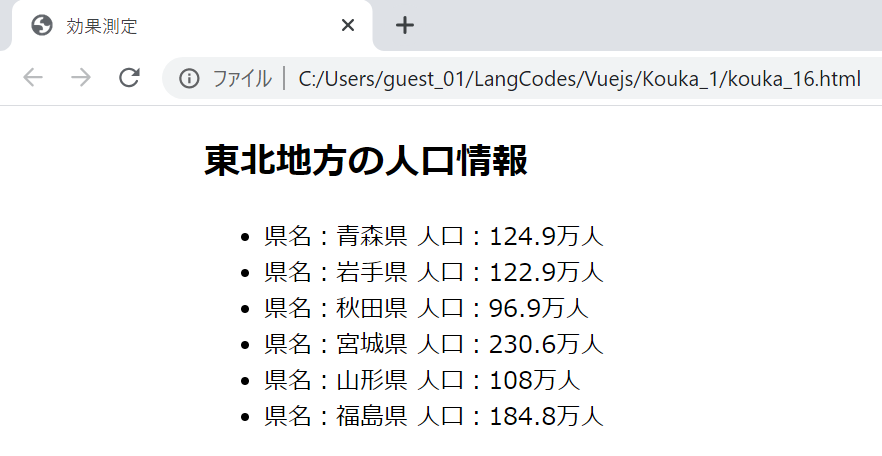 効果測定
ファイル | C:/Users/guest_01/LangCodes/Vuejs/Kouka_1/kouka_16.html
東北地方の人口情報
• 県名：青森県 人口：124.9万人
• 県名：岩手県 人口：122.9万人
• 県名：秋田県 人口：96.9万人
• 県名：宮城県 人口：230.6万人
• 県名：山形県 人口：108万人
• 県名：福島県 人口：184.8万人